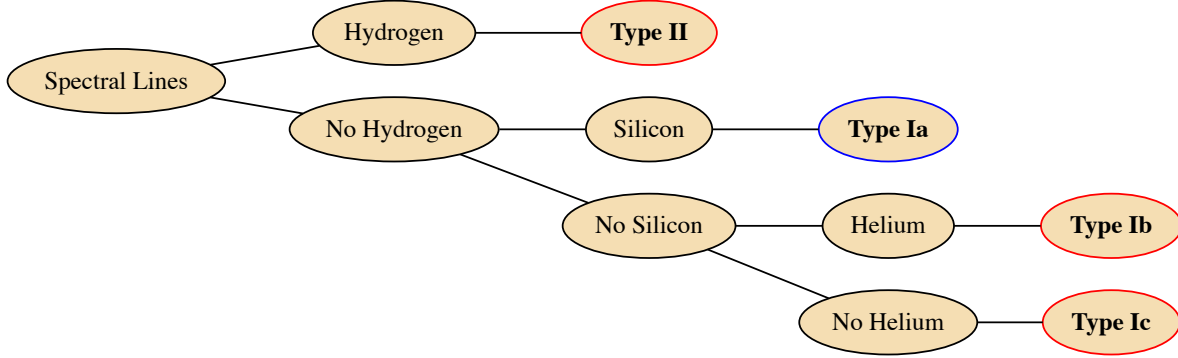 Hydrogen
Type II
Spectral Lines
No Hydrogen
Silicon
Type Ia
No Silicon
Helium
Type Ib
No Helium
Type Ic